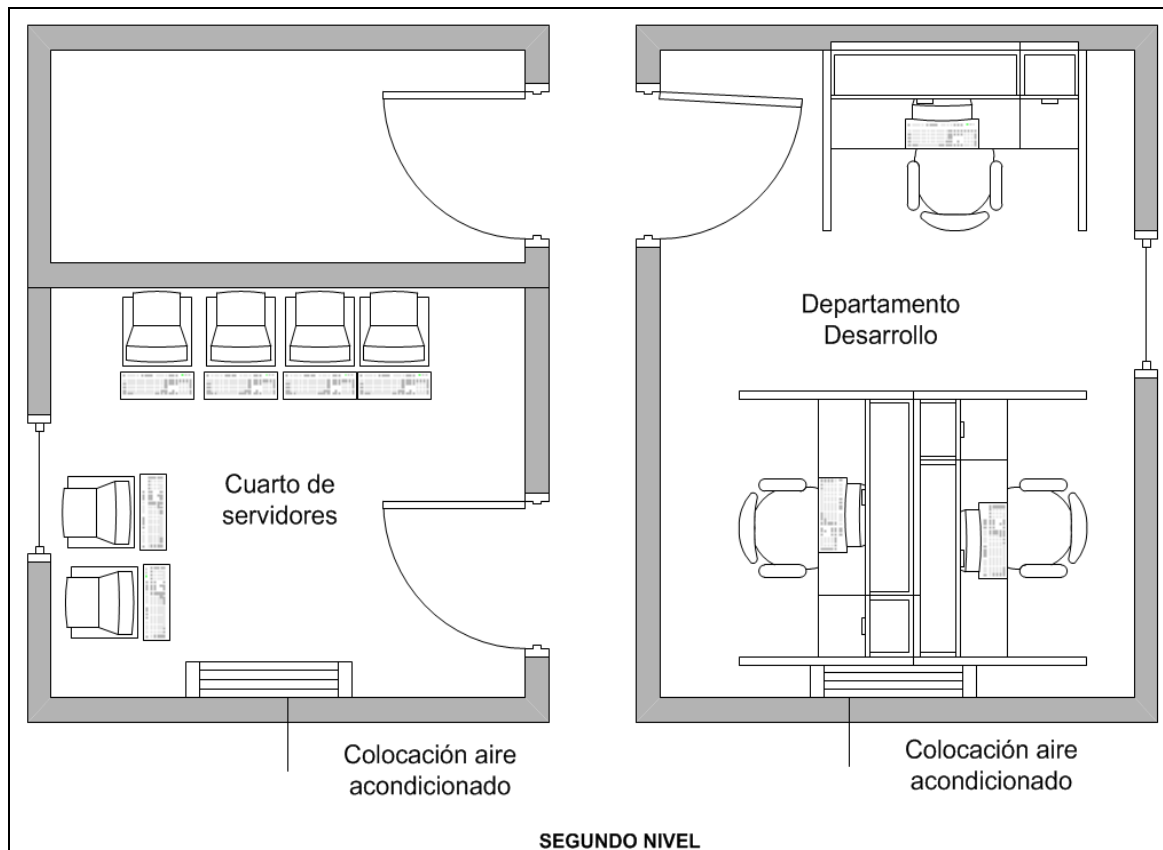 Departamento
Desarrollo
Cuarto de
servidores
Colocación aire
acondicionado
Colocación aire
acondicionado
SEGUNDO NIVEL